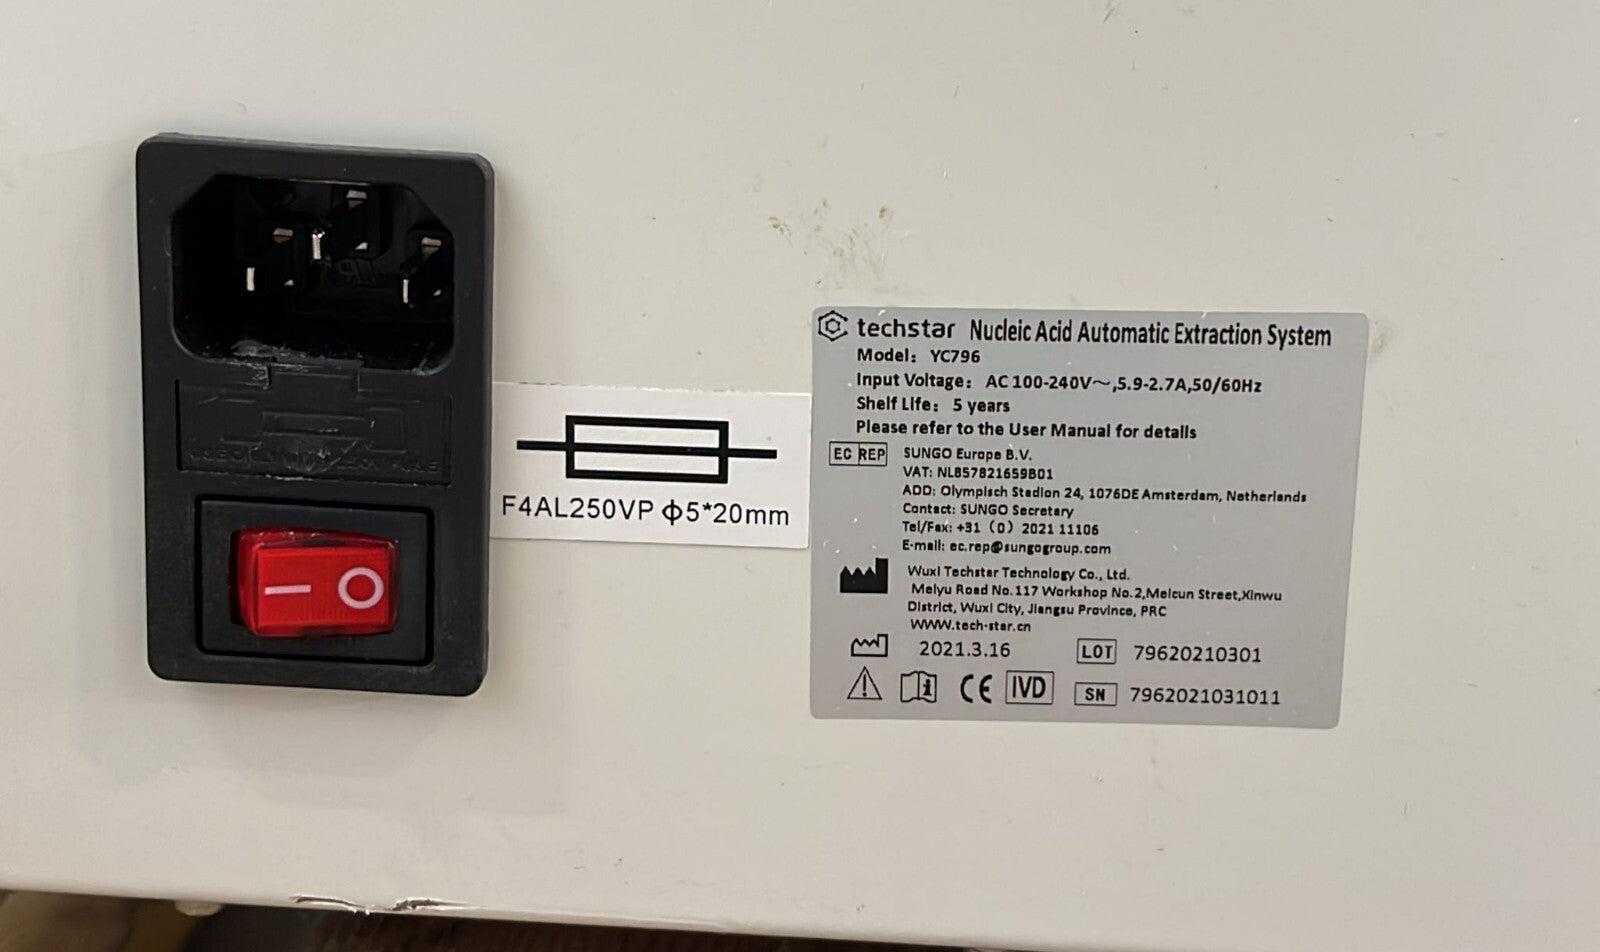 F4AL250VP ϕ5*20mm
techstar Nucleic Acid Automatic Extraction System
Model: YC796
Input Voltage: AC 100-240V～,5.9-2.7A,50/60Hz
Shelf Life: 5 years
Please refer to the User Manual for details
EC REP SUNGO Europe B.V.
VAT: NL857821659B01
ADD: Olympisch Stadion 24, 1076DE Amsterdam, Netherlands
Contact: SUNGO Secretary
Tel/Fax: +31 (0) 2021 11106
E-mail: ec.rep@sungogroup.com
Wuxi Techstar Technology Co., Ltd.
Meiyu Road No.117 Workshop No.2,Meicun Street,Xinwu
District, Wuxi City, Jiangsu Province, PRC
WWW.tech-star.cn
2021.3.16 LOT 79620210301
CE IVD SN 7962021031011